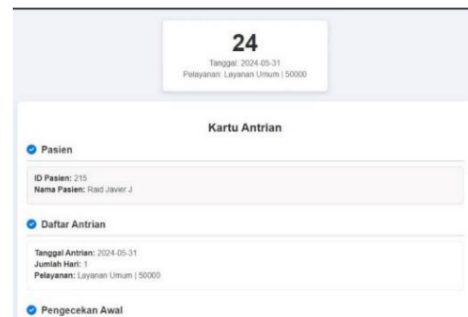 24
Tanggal: 2024-05-31
Pelayanan: Layanan Umum | 50000
Kartu Antrian
Pasien
ID Pasien: 215
Nama Pasien: Raid Javier J
Daftar Antrian
Tanggal Antrian: 2024-05-31
Jumlah Hari: 1
Pelayanan: Layanan Umum | 50000
Pengecekan Awal